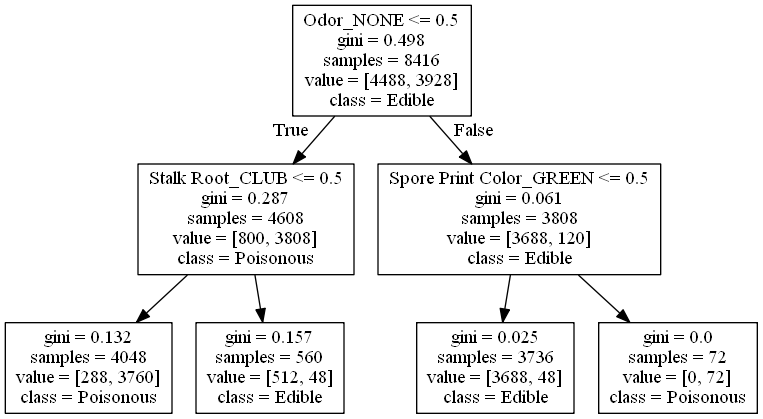 Odor_NONE <= 0.5
gini = 0.498
samples = 8416
value = [4488, 3928]
class = Edible
True
False
Stalk Root_CLUB <= 0.5
gini = 0.287
samples = 4608
value = [800, 3808]
class = Poisonous
Spore Print Color_GREEN <= 0.5
gini = 0.061
samples = 3808
value = [3688, 120]
class = Edible
gini = 0.132
samples = 4048
value = [288, 3760]
class = Poisonous
gini = 0.157
samples = 560
value = [512, 48]
class = Edible
gini = 0.025
samples = 3736
value = [3688, 48]
class = Edible
gini = 0.0
samples = 72
value = [0, 72]
class = Poisonous